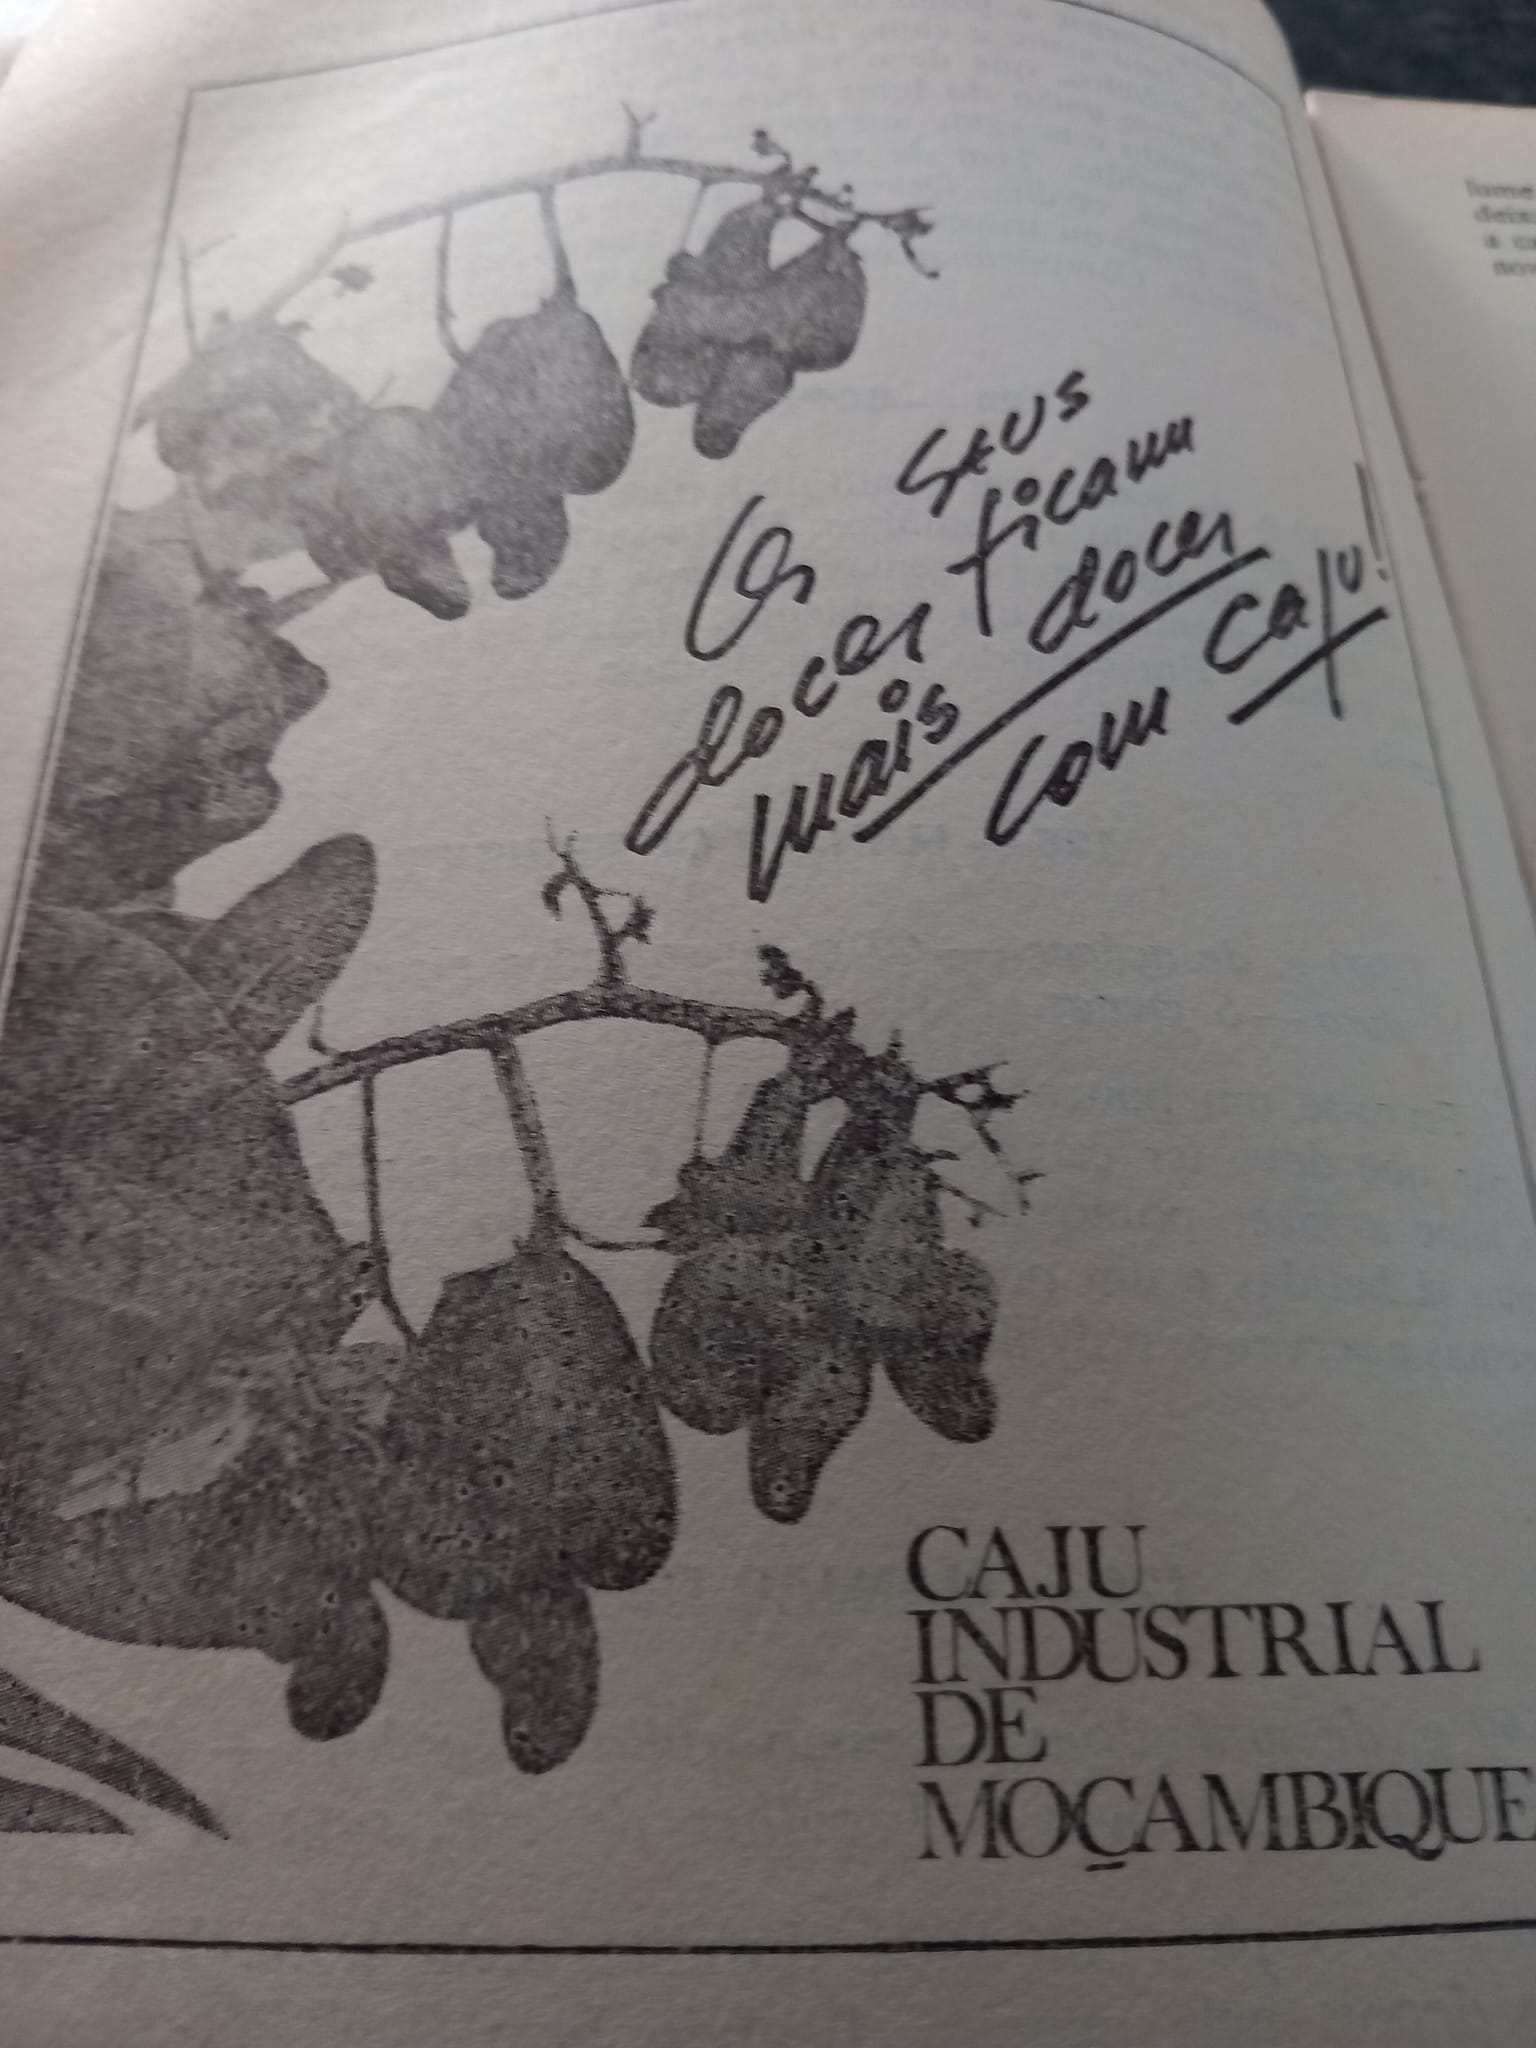 Os seus
doces ficam
mais doces
com caju!
CAJU
INDUSTRIAL
DE
MOÇAMBIQUE